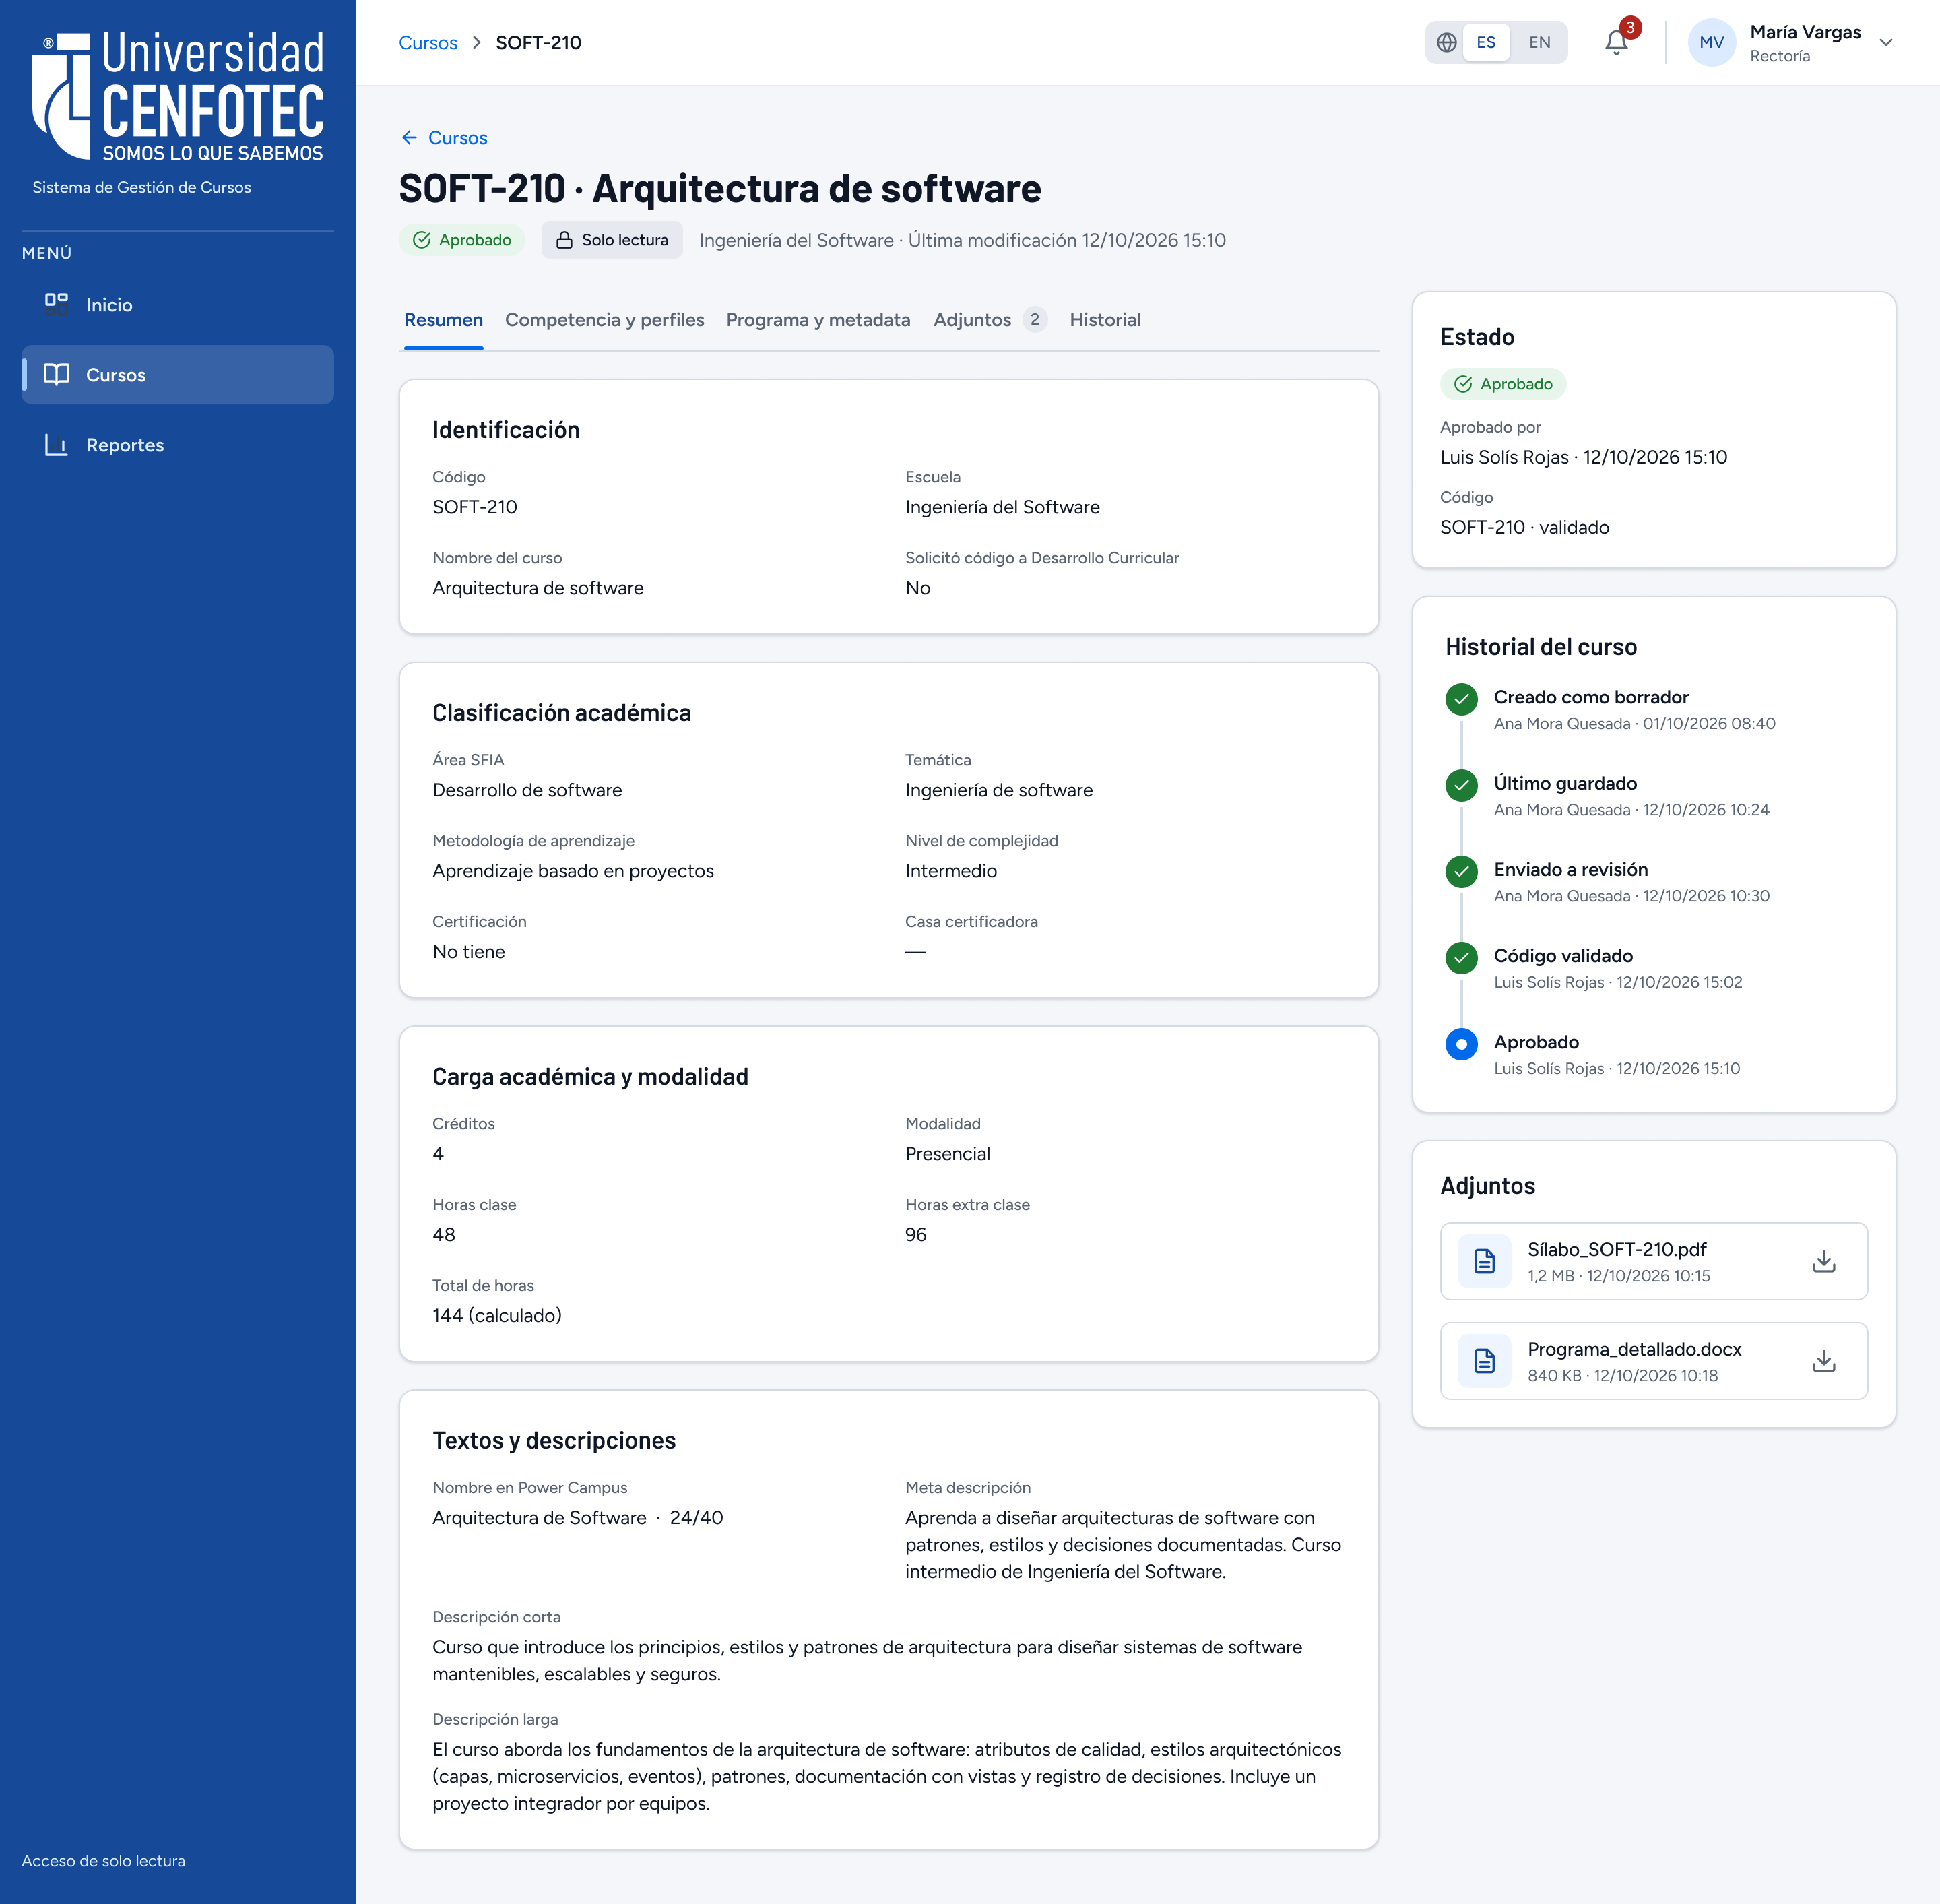 ® Universidad
CENFOTEC
SOMOS LO QUE SABEMOS
Sistema de Gestión de Cursos
MENÚ
Inicio
Cursos
Reportes
Acceso de solo lectura
Cursos > SOFT-210
ES EN
3
MV
María Vargas
Rectoría
← Cursos
SOFT-210 · Arquitectura de software
Aprobado
Solo lectura
Ingeniería del Software · Última modificación 12/10/2026 15:10
Resumen Competencia y perfiles Programa y metadata Adjuntos 2 Historial
Identificación
Código
SOFT-210
Escuela
Ingeniería del Software
Nombre del curso
Arquitectura de software
Solicitó código a Desarrollo Curricular
No
Clasificación académica
Área SFIA
Desarrollo de software
Temática
Ingeniería de software
Metodología de aprendizaje
Aprendizaje basado en proyectos
Nivel de complejidad
Intermedio
Certificación
No tiene
Casa certificadora
—
Carga académica y modalidad
Créditos
4
Modalidad
Presencial
Horas clase
48
Horas extra clase
96
Total de horas
144 (calculado)
Textos y descripciones
Nombre en Power Campus
Arquitectura de Software · 24/40
Meta descripción
Aprenda a diseñar arquitecturas de software con
patrones, estilos y decisiones documentadas. Curso
intermedio de Ingeniería del Software.
Descripción corta
Curso que introduce los principios, estilos y patrones de arquitectura para diseñar sistemas de software
mantenibles, escalables y seguros.
Descripción larga
El curso aborda los fundamentos de la arquitectura de software: atributos de calidad, estilos arquitectónicos
(capas, microservicios, eventos), patrones, documentación con vistas y registro de decisiones. Incluye un
proyecto integrador por equipos.
Estado
Aprobado
Aprobado por
Luis Solís Rojas · 12/10/2026 15:10
Código
SOFT-210 · validado
Historial del curso
Creado como borrador
Ana Mora Quesada · 01/10/2026 08:40
Último guardado
Ana Mora Quesada · 12/10/2026 10:24
Enviado a revisión
Ana Mora Quesada · 12/10/2026 10:30
Código validado
Luis Solís Rojas · 12/10/2026 15:02
Aprobado
Luis Solís Rojas · 12/10/2026 15:10
Adjuntos
Sílabo_SOFT-210.pdf
1,2 MB · 12/10/2026 10:15
Programa_detallado.docx
840 KB · 12/10/2026 10:18